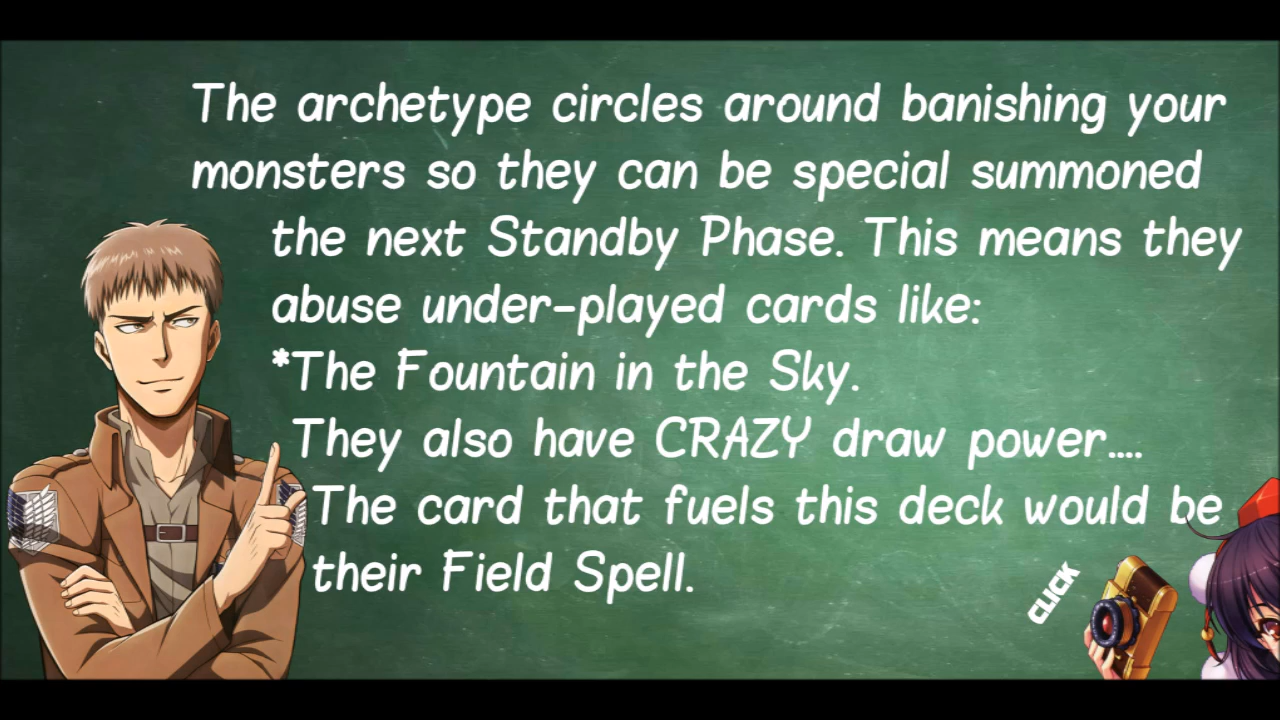 The archetype circles around banishing your
monsters so they can be special summoned
the next Standby Phase. This means they
abuse under-played cards like:
*The Fountain in the Sky.
They also have CRAZY draw power....
The card that fuels this deck would be
their Field Spell.
CLICK